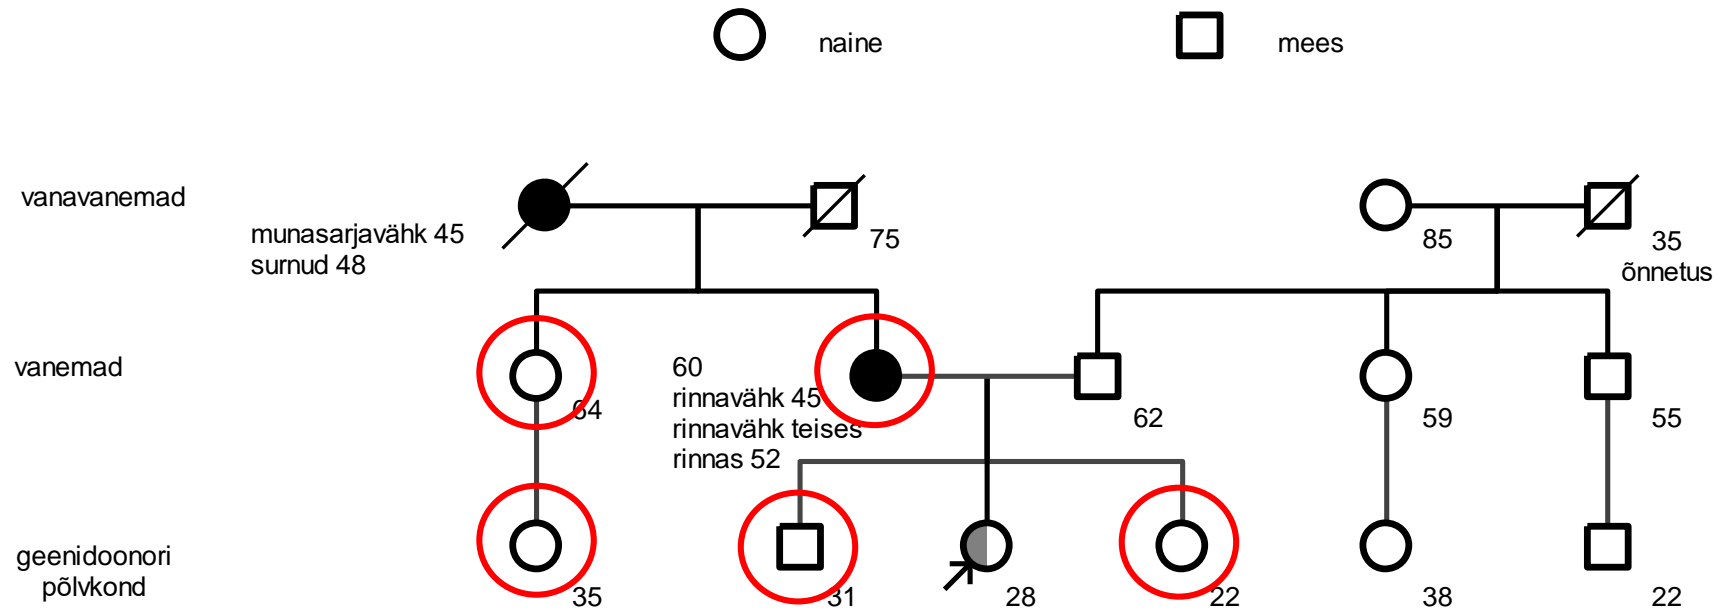 naine
mees
vanavanemad
munasarjavähk 45
surnud 48
75
85
35
õnnetus
vanemad
64
60
rinnavähk 45
rinnavähk teises
rinnas 52
62
59
55
geenidoonori
põlvkond
35
31
28
22
38
22